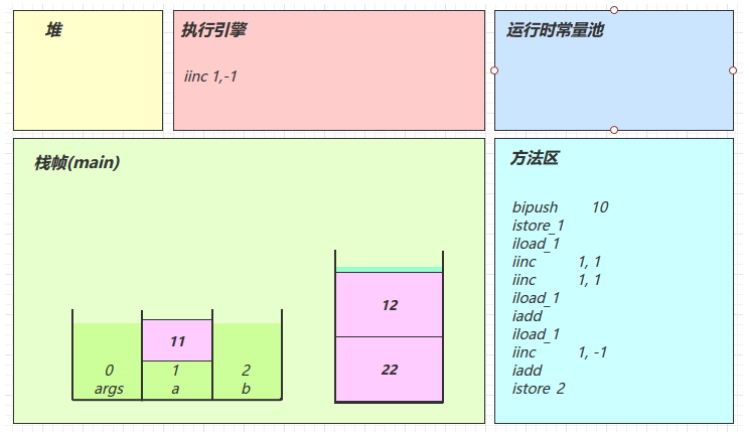 堆
执行引擎
iinc 1,-1
运行时常量池
栈帧(main)
0
args
11
1
a
2
b
12
22
方法区
bipush 10
istore_1
iload_1
iinc 1, 1
iinc 1, 1
iload_1
iadd
iload_1
iinc 1, -1
iadd
istore 2